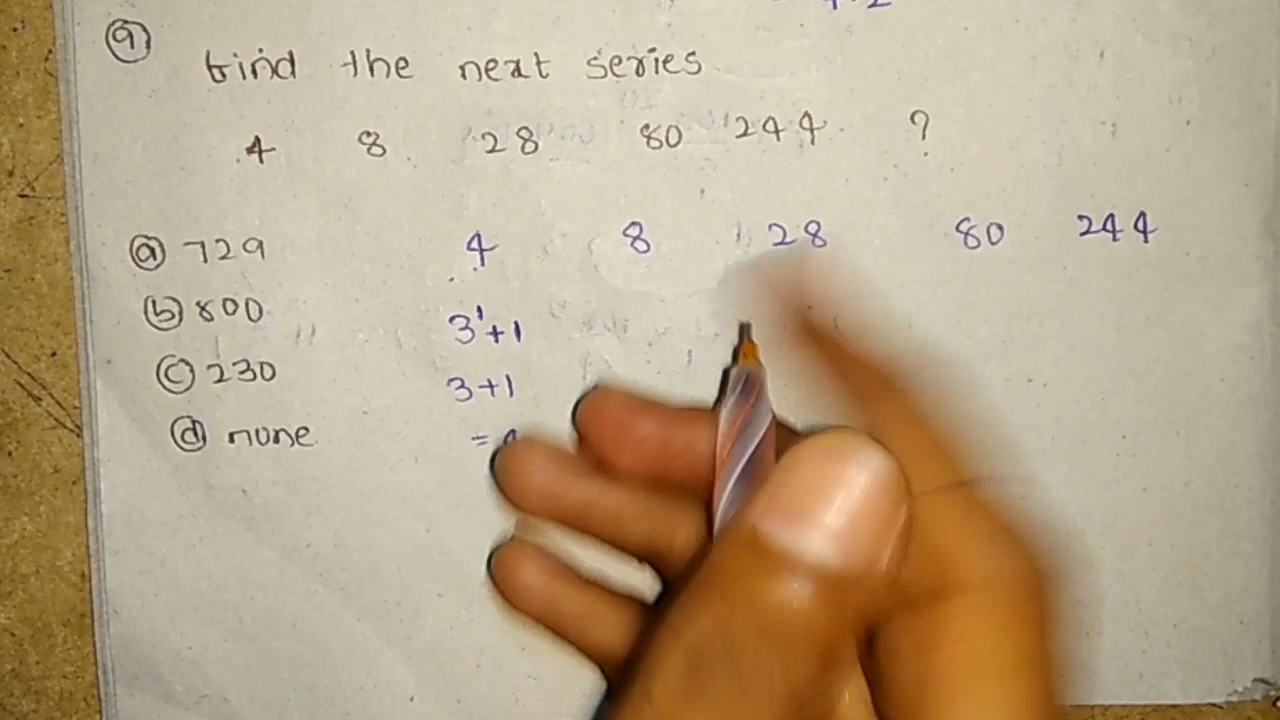 9
find the next series
4 8 28 80 244 ?
a 729
b 800
c 230
d none
4 8 28 80 244
3¹+1
3+1
=